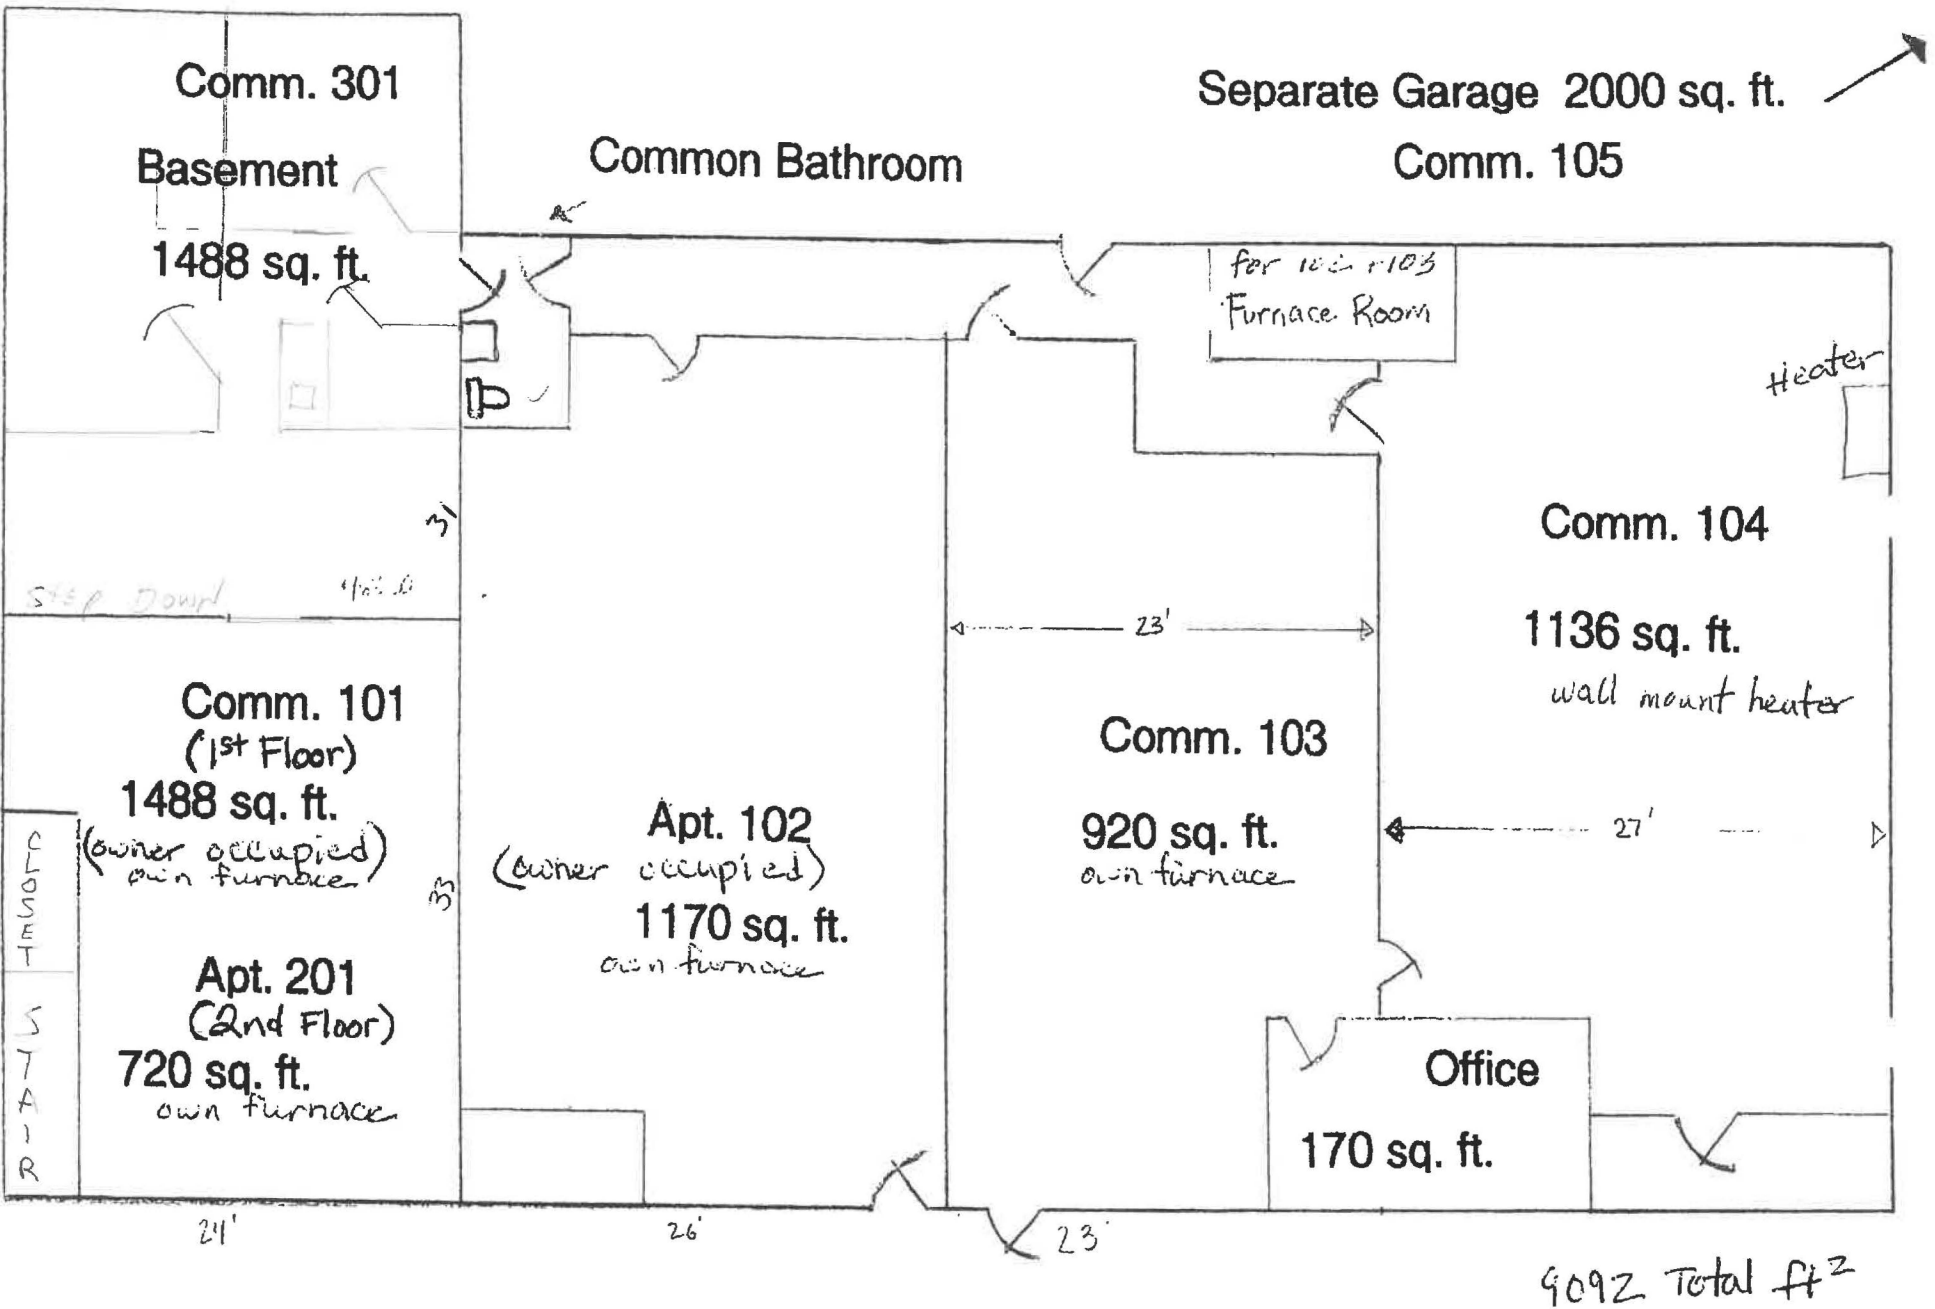 Comm. 301
Basement
1488 sq. ft.
Common Bathroom
Separate Garage 2000 sq. ft.
Comm. 105
for 102 + 103
Furnace Room
Heater
31
Step Down
Comm. 101
(1st Floor)
1488 sq. ft.
(owner occupied)
own furnace
33
CLOSET
STAIR
Apt. 201
(2nd Floor)
720 sq. ft.
own furnace
24'
Apt. 102
(owner occupied)
1170 sq. ft.
own furnace
26'
23'
Comm. 103
920 sq. ft.
own furnace
23'
Comm. 104
1136 sq. ft.
wall mount heater
27'
Office
170 sq. ft.
9092 Total ft²